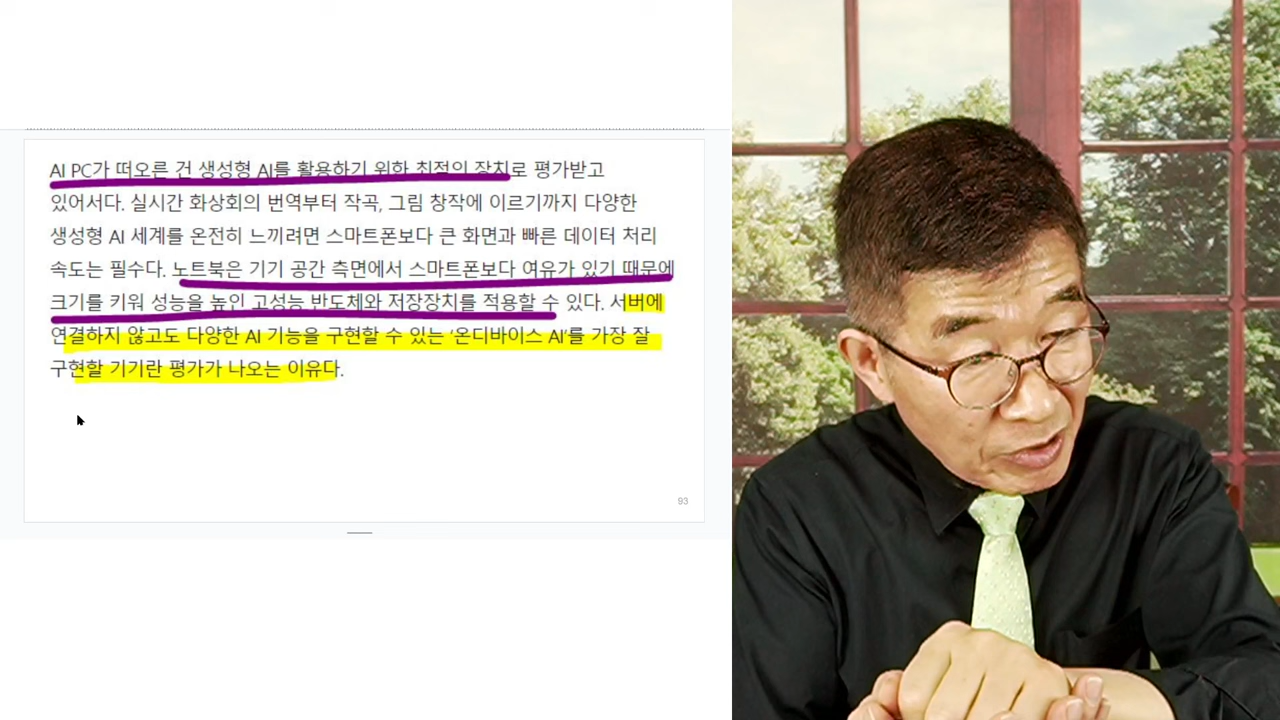 AI PC가 떠오른 건 생성형 AI를 활용하기 위한 최적의 장치로 평가받고
있어서다. 실시간 화상회의 번역부터 작곡, 그림 창작에 이르기까지 다양한
생성형 AI 세계를 온전히 느끼려면 스마트폰보다 큰 화면과 빠른 데이터 처리
속도는 필수다. 노트북은 기기 공간 측면에서 스마트폰보다 여유가 있기 때문에
크기를 키워 성능을 높인 고성능 반도체와 저장장치를 적용할 수 있다. 서버에
연결하지 않고도 다양한 AI 기능을 구현할 수 있는 ‘온디바이스 AI’를 가장 잘
구현할 기기란 평가가 나오는 이유다.
93